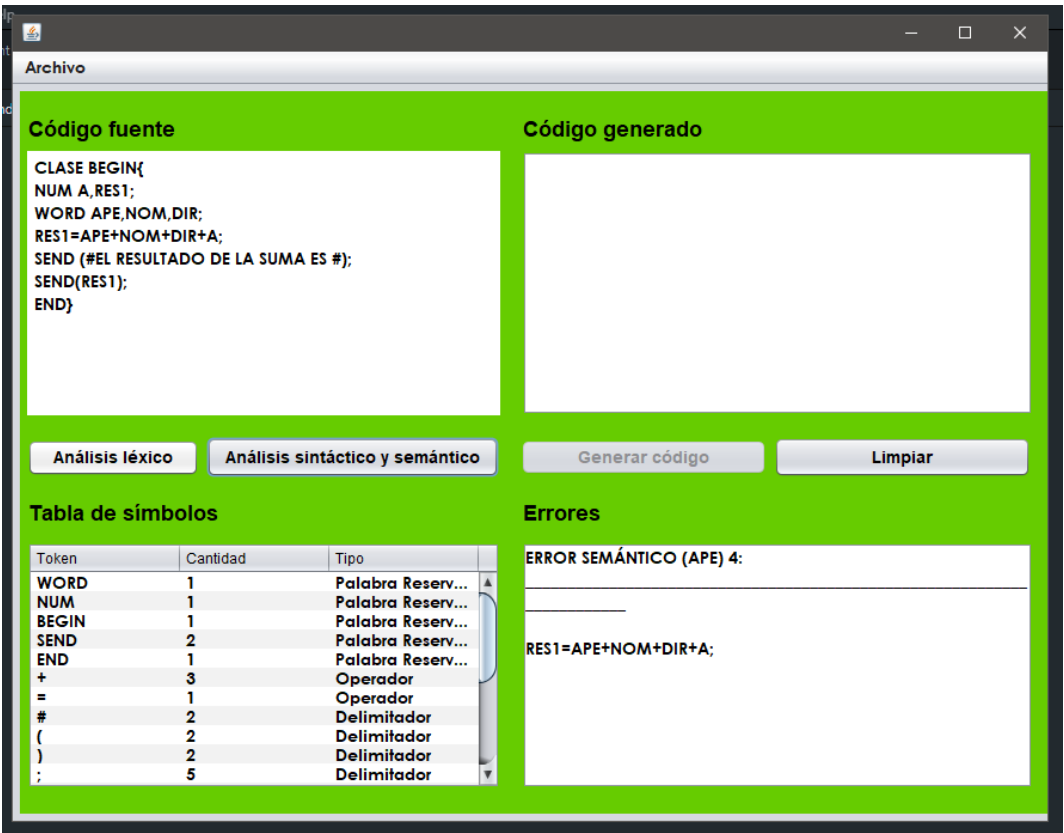 Archivo
Código fuente
CLASE BEGIN{
NUM A,RES1;
WORD APE,NOM,DIR;
RES1=APE+NOM+DIR+A;
SEND (#EL RESULTADO DE LA SUMA ES #);
SEND(RES1);
END}
Código generado
Análisis léxico
Análisis sintáctico y semántico
Generar código
Limpiar
Tabla de símbolos
Token Cantidad Tipo
WORD 1 Palabra Reserv...
NUM 1 Palabra Reserv...
BEGIN 1 Palabra Reserv...
SEND 2 Palabra Reserv...
END 1 Palabra Reserv...
+ 3 Operador
= 1 Operador
# 2 Delimitador
( 2 Delimitador
) 2 Delimitador
; 5 Delimitador
Errores
ERROR SEMÁNTICO (APE) 4:
RES1=APE+NOM+DIR+A;